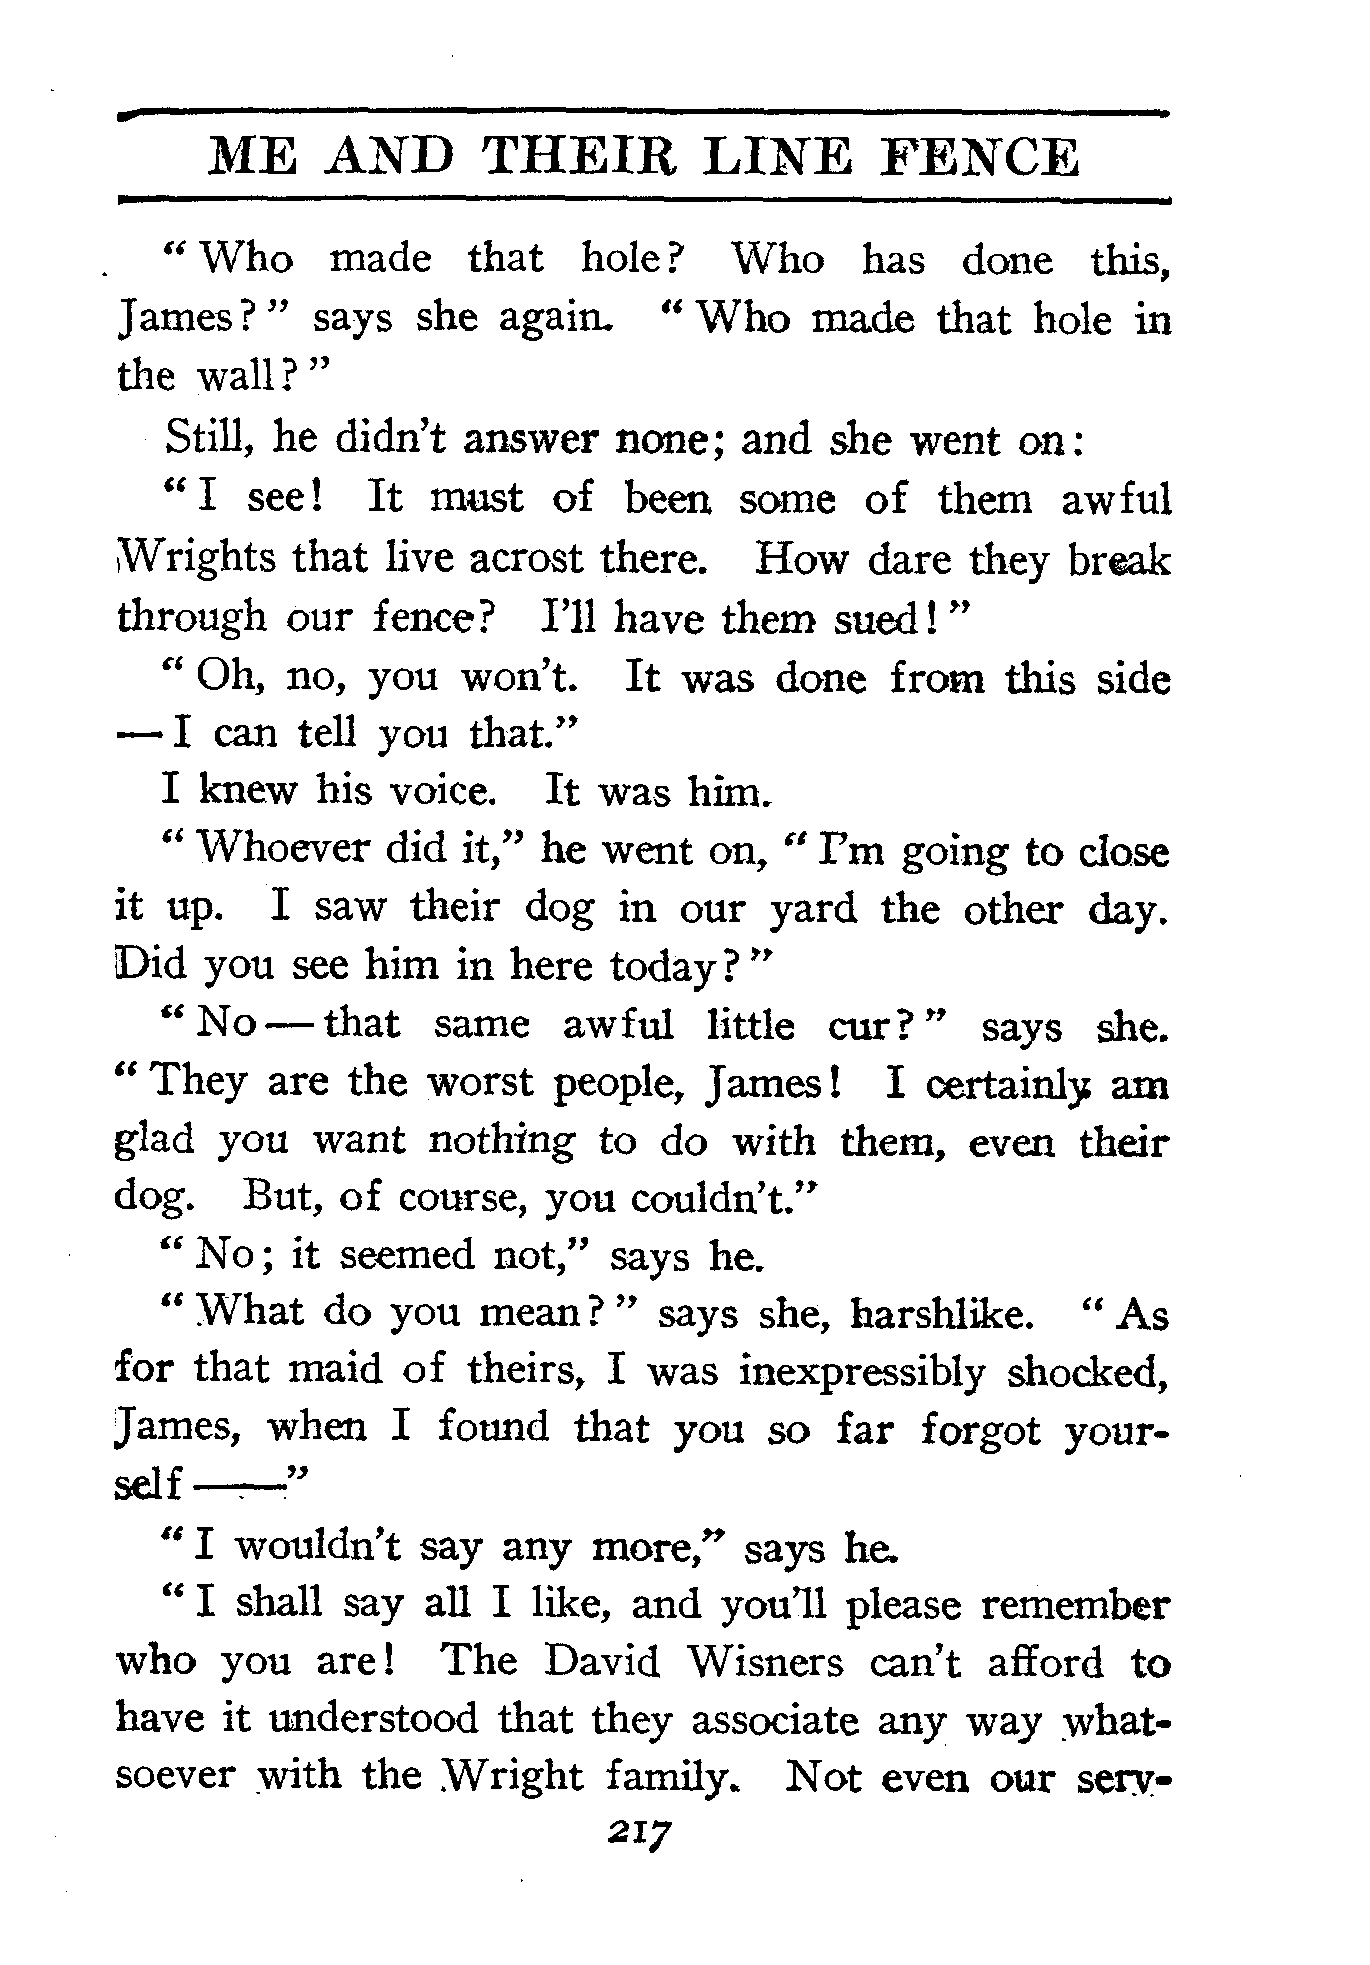 ME AND THEIR LINE FENCE
“Who made that hole? Who has done this,
James?” says she again. “Who made that hole in
the wall?”
Still, he didn't answer none; and she went on:
“I see! It must of been some of them awful
Wrights that live acrost there. How dare they break
through our fence? I'll have them sued!”
“Oh, no, you won't. It was done from this side
—I can tell you that.”
I knew his voice. It was him.
“Whoever did it,” he went on, “I'm going to close
it up. I saw their dog in our yard the other day.
Did you see him in here today?”
“No—that same awful little cur?” says she.
“They are the worst people, James! I certainly am
glad you want nothing to do with them, even their
dog. But, of course, you couldn't.”
“No; it seemed not,” says he.
“What do you mean?” says she, harshlike. “As
for that maid of theirs, I was inexpressibly shocked,
James, when I found that you so far forgot your-
self ——”
“I wouldn't say any more,” says he.
“I shall say all I like, and you'll please remember
who you are! The David Wisners can't afford to
have it understood that they associate any way what-
soever with the Wright family. Not even our serv-
217